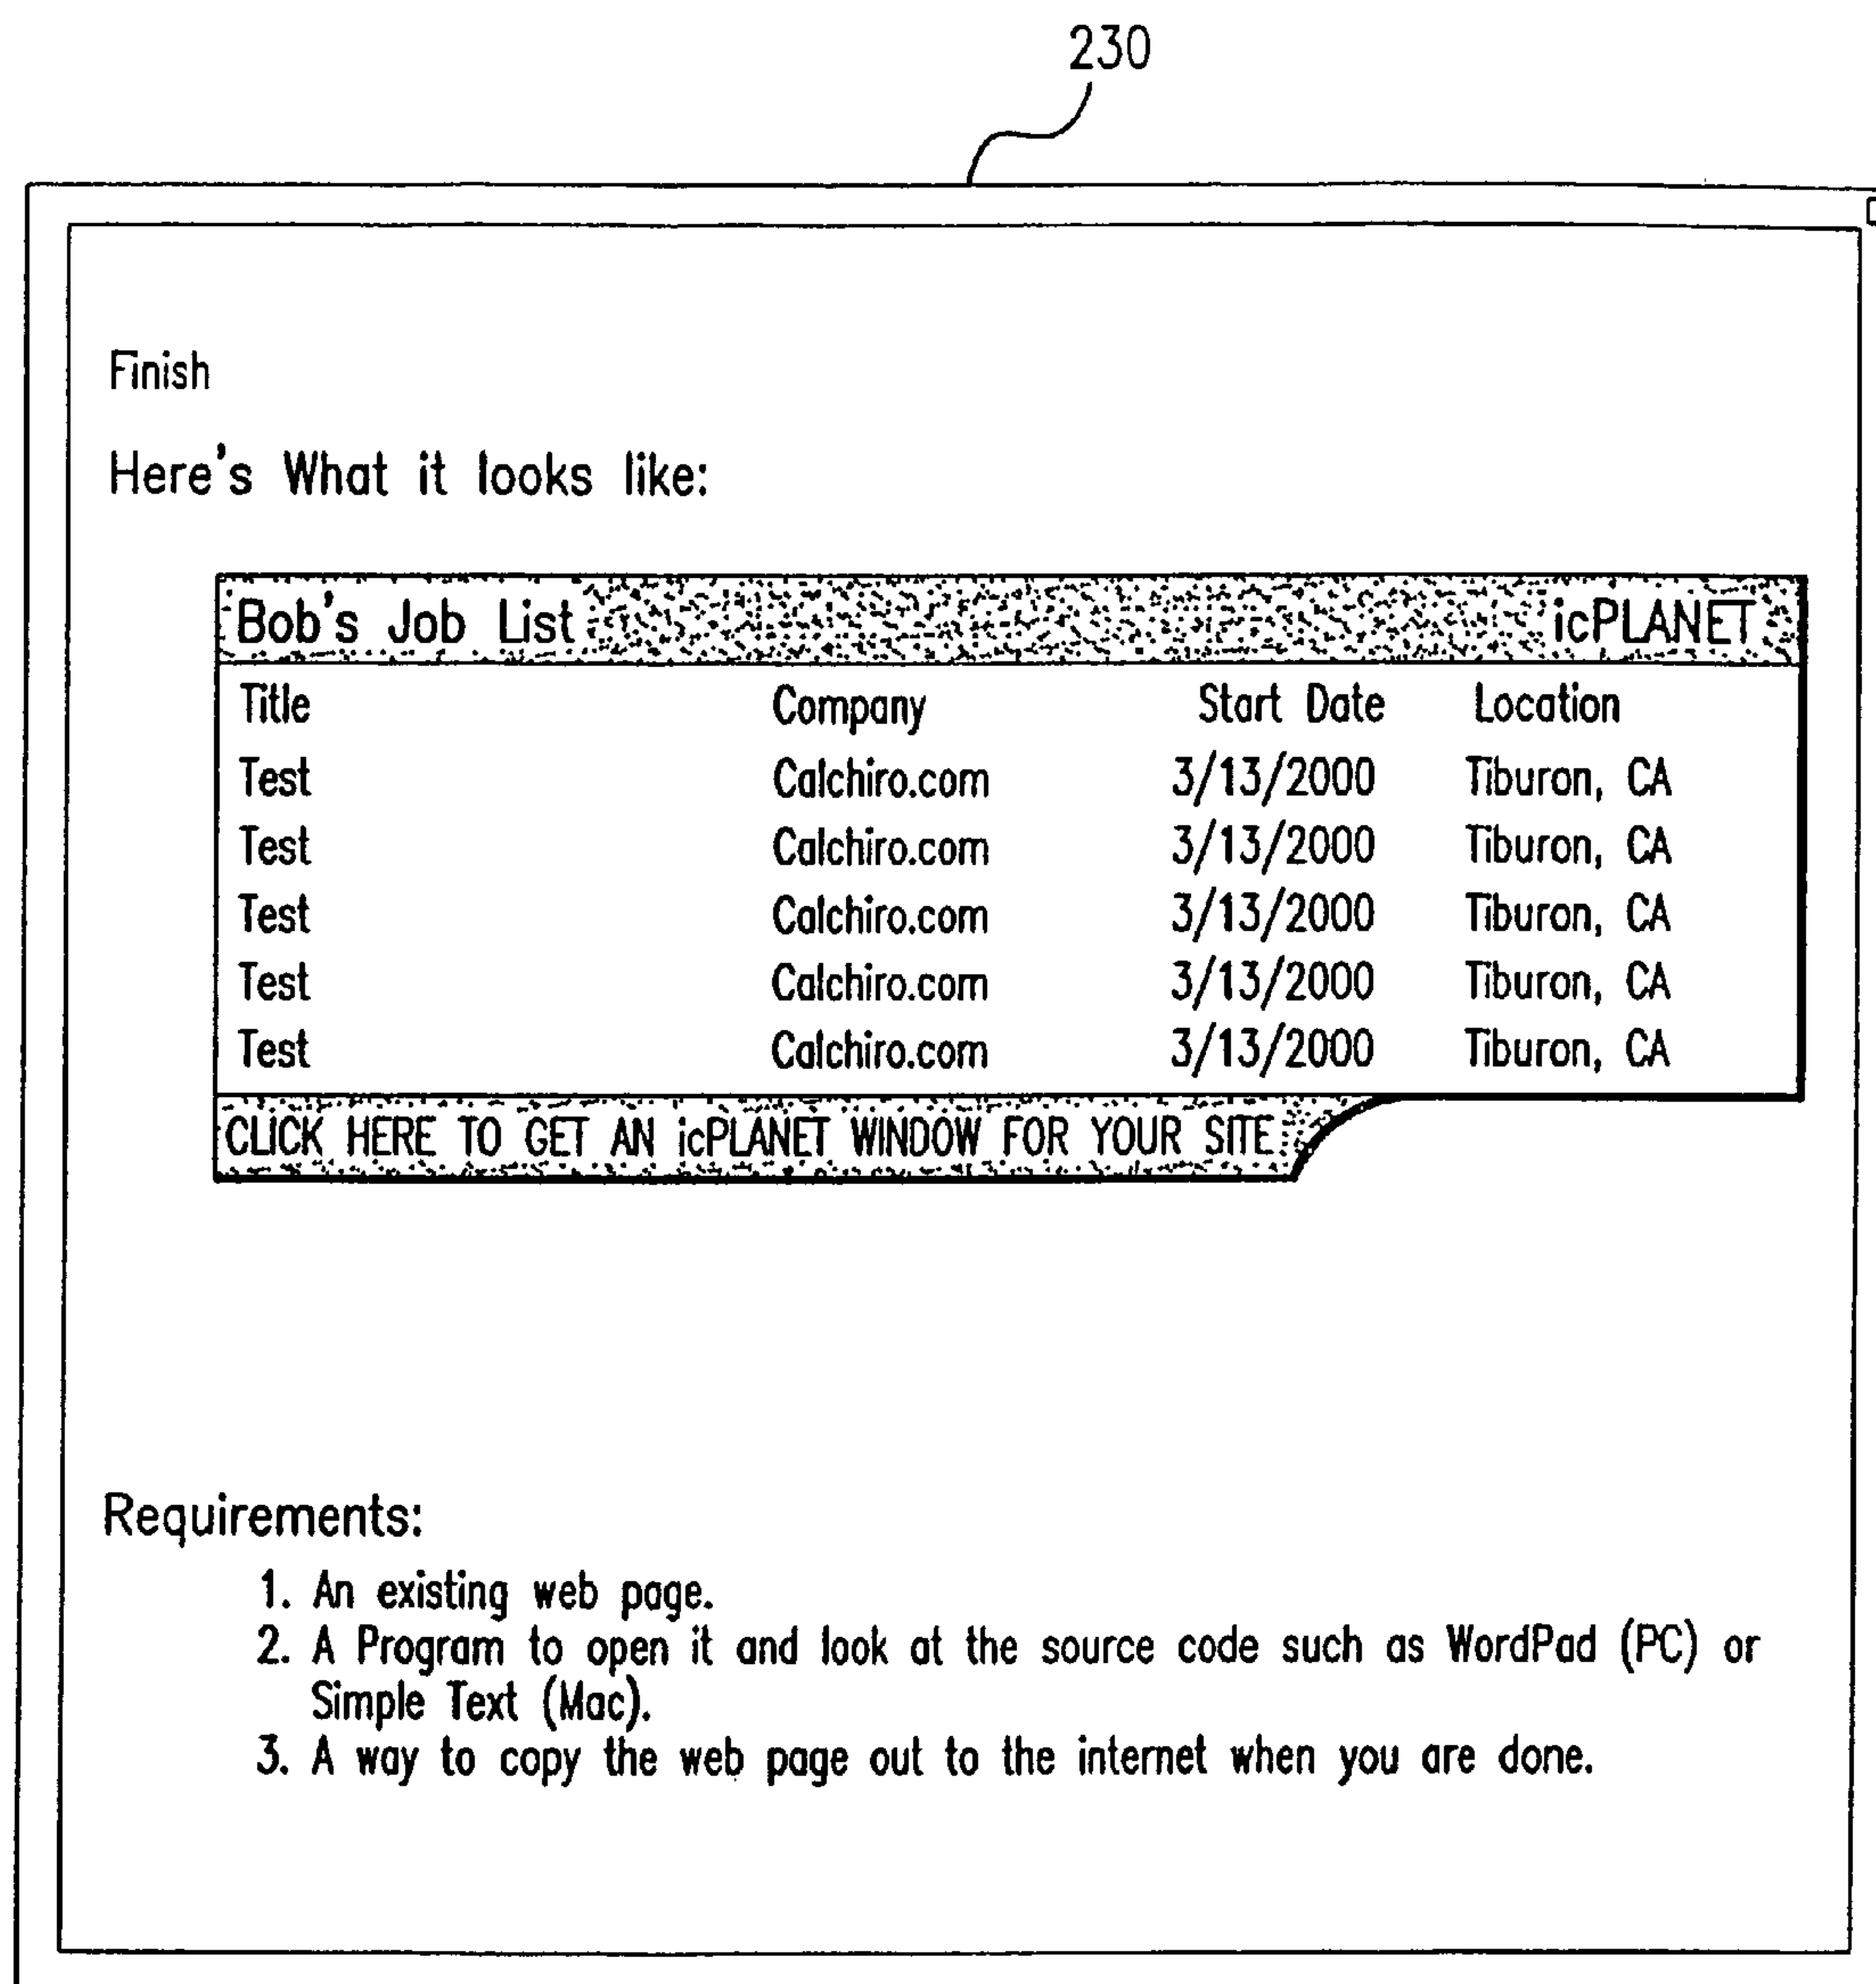 230
Finish
Here's What it looks like:
Bob's Job List icPLANET
Title Company Start Date Location
Test Calchiro.com 3/13/2000 Tiburon, CA
Test Calchiro.com 3/13/2000 Tiburon, CA
Test Calchiro.com 3/13/2000 Tiburon, CA
Test Calchiro.com 3/13/2000 Tiburon, CA
Test Calchiro.com 3/13/2000 Tiburon, CA
CLICK HERE TO GET AN icPLANET WINDOW FOR YOUR SITE
Requirements:
1. An existing web page.
2. A Program to open it and look at the source code such as WordPad (PC) or
Simple Text (Mac).
3. A way to copy the web page out to the internet when you are done.